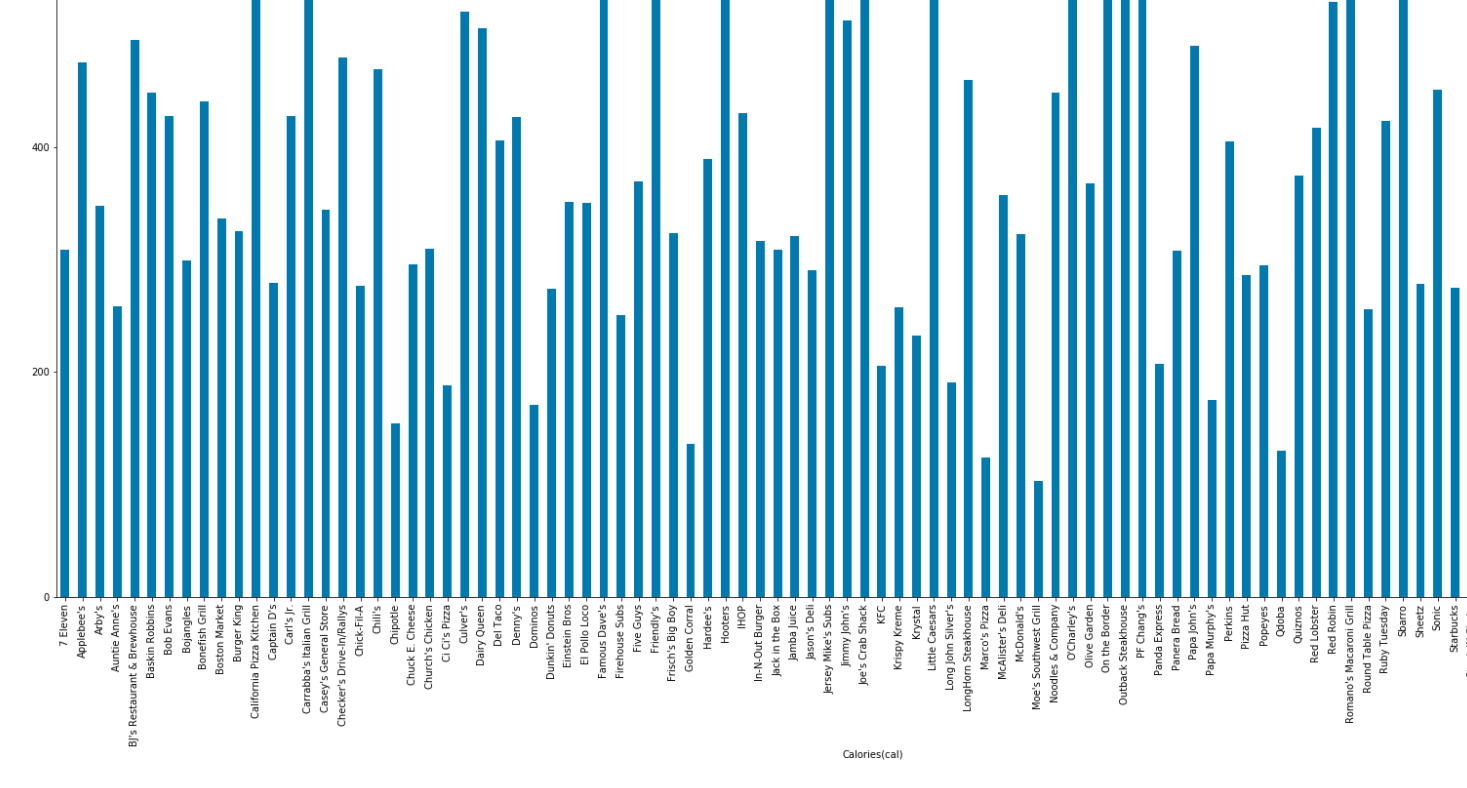 400
200
0
7 Eleven
Applebee's
Arby's
Auntie Anne's
BJ's Restaurant & Brewhouse
Baskin Robbins
Bob Evans
Bojangles
Bonefish Grill
Boston Market
Burger King
California Pizza Kitchen
Captain D's
Carl's Jr.
Carrabba's Italian Grill
Casey's General Store
Checker's Drive-In/Rallys
Chick-Fil-A
Chili's
Chipotle
Chuck E. Cheese
Church's Chicken
Ci Ci's Pizza
Culver's
Dairy Queen
Del Taco
Denny's
Dominos
Dunkin' Donuts
Einstein Bros
El Pollo Loco
Famous Dave's
Firehouse Subs
Five Guys
Friendly's
Frisch's Big Boy
Golden Corral
Hardee's
Hooters
IHOP
In-N-Out Burger
Jack in the Box
Jamba Juice
Jason's Deli
Jersey Mike's Subs
Jimmy John's
Joe's Crab Shack
KFC
Krispy Kreme
Krystal
Little Caesars
Long John Silver's
LongHorn Steakhouse
Marco's Pizza
McAlister's Deli
McDonald's
Moe's Southwest Grill
Noodles & Company
O'Charley's
Olive Garden
On the Border
Outback Steakhouse
PF Chang's
Panda Express
Panera Bread
Papa John's
Papa Murphy's
Perkins
Pizza Hut
Popeyes
Qdoba
Quiznos
Red Lobster
Red Robin
Romano's Macaroni Grill
Round Table Pizza
Ruby Tuesday
Sbarro
Sheetz
Sonic
Starbucks
Calories(cal)